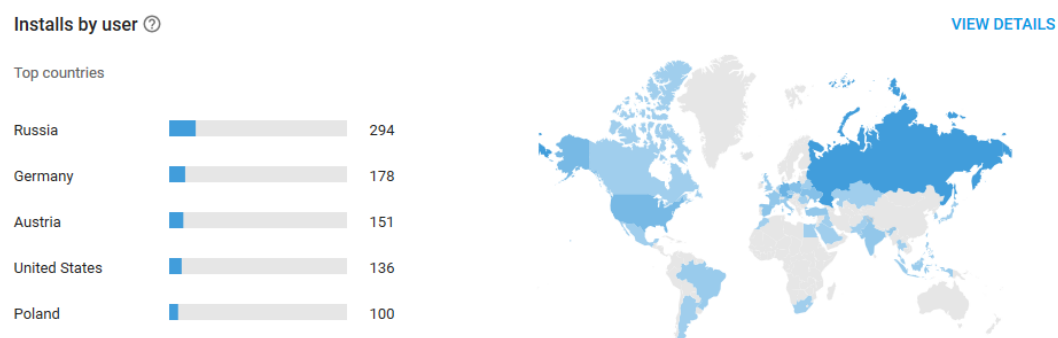 Installs by user ?
VIEW DETAILS
Top countries
Russia 294
Germany 178
Austria 151
United States 136
Poland 100